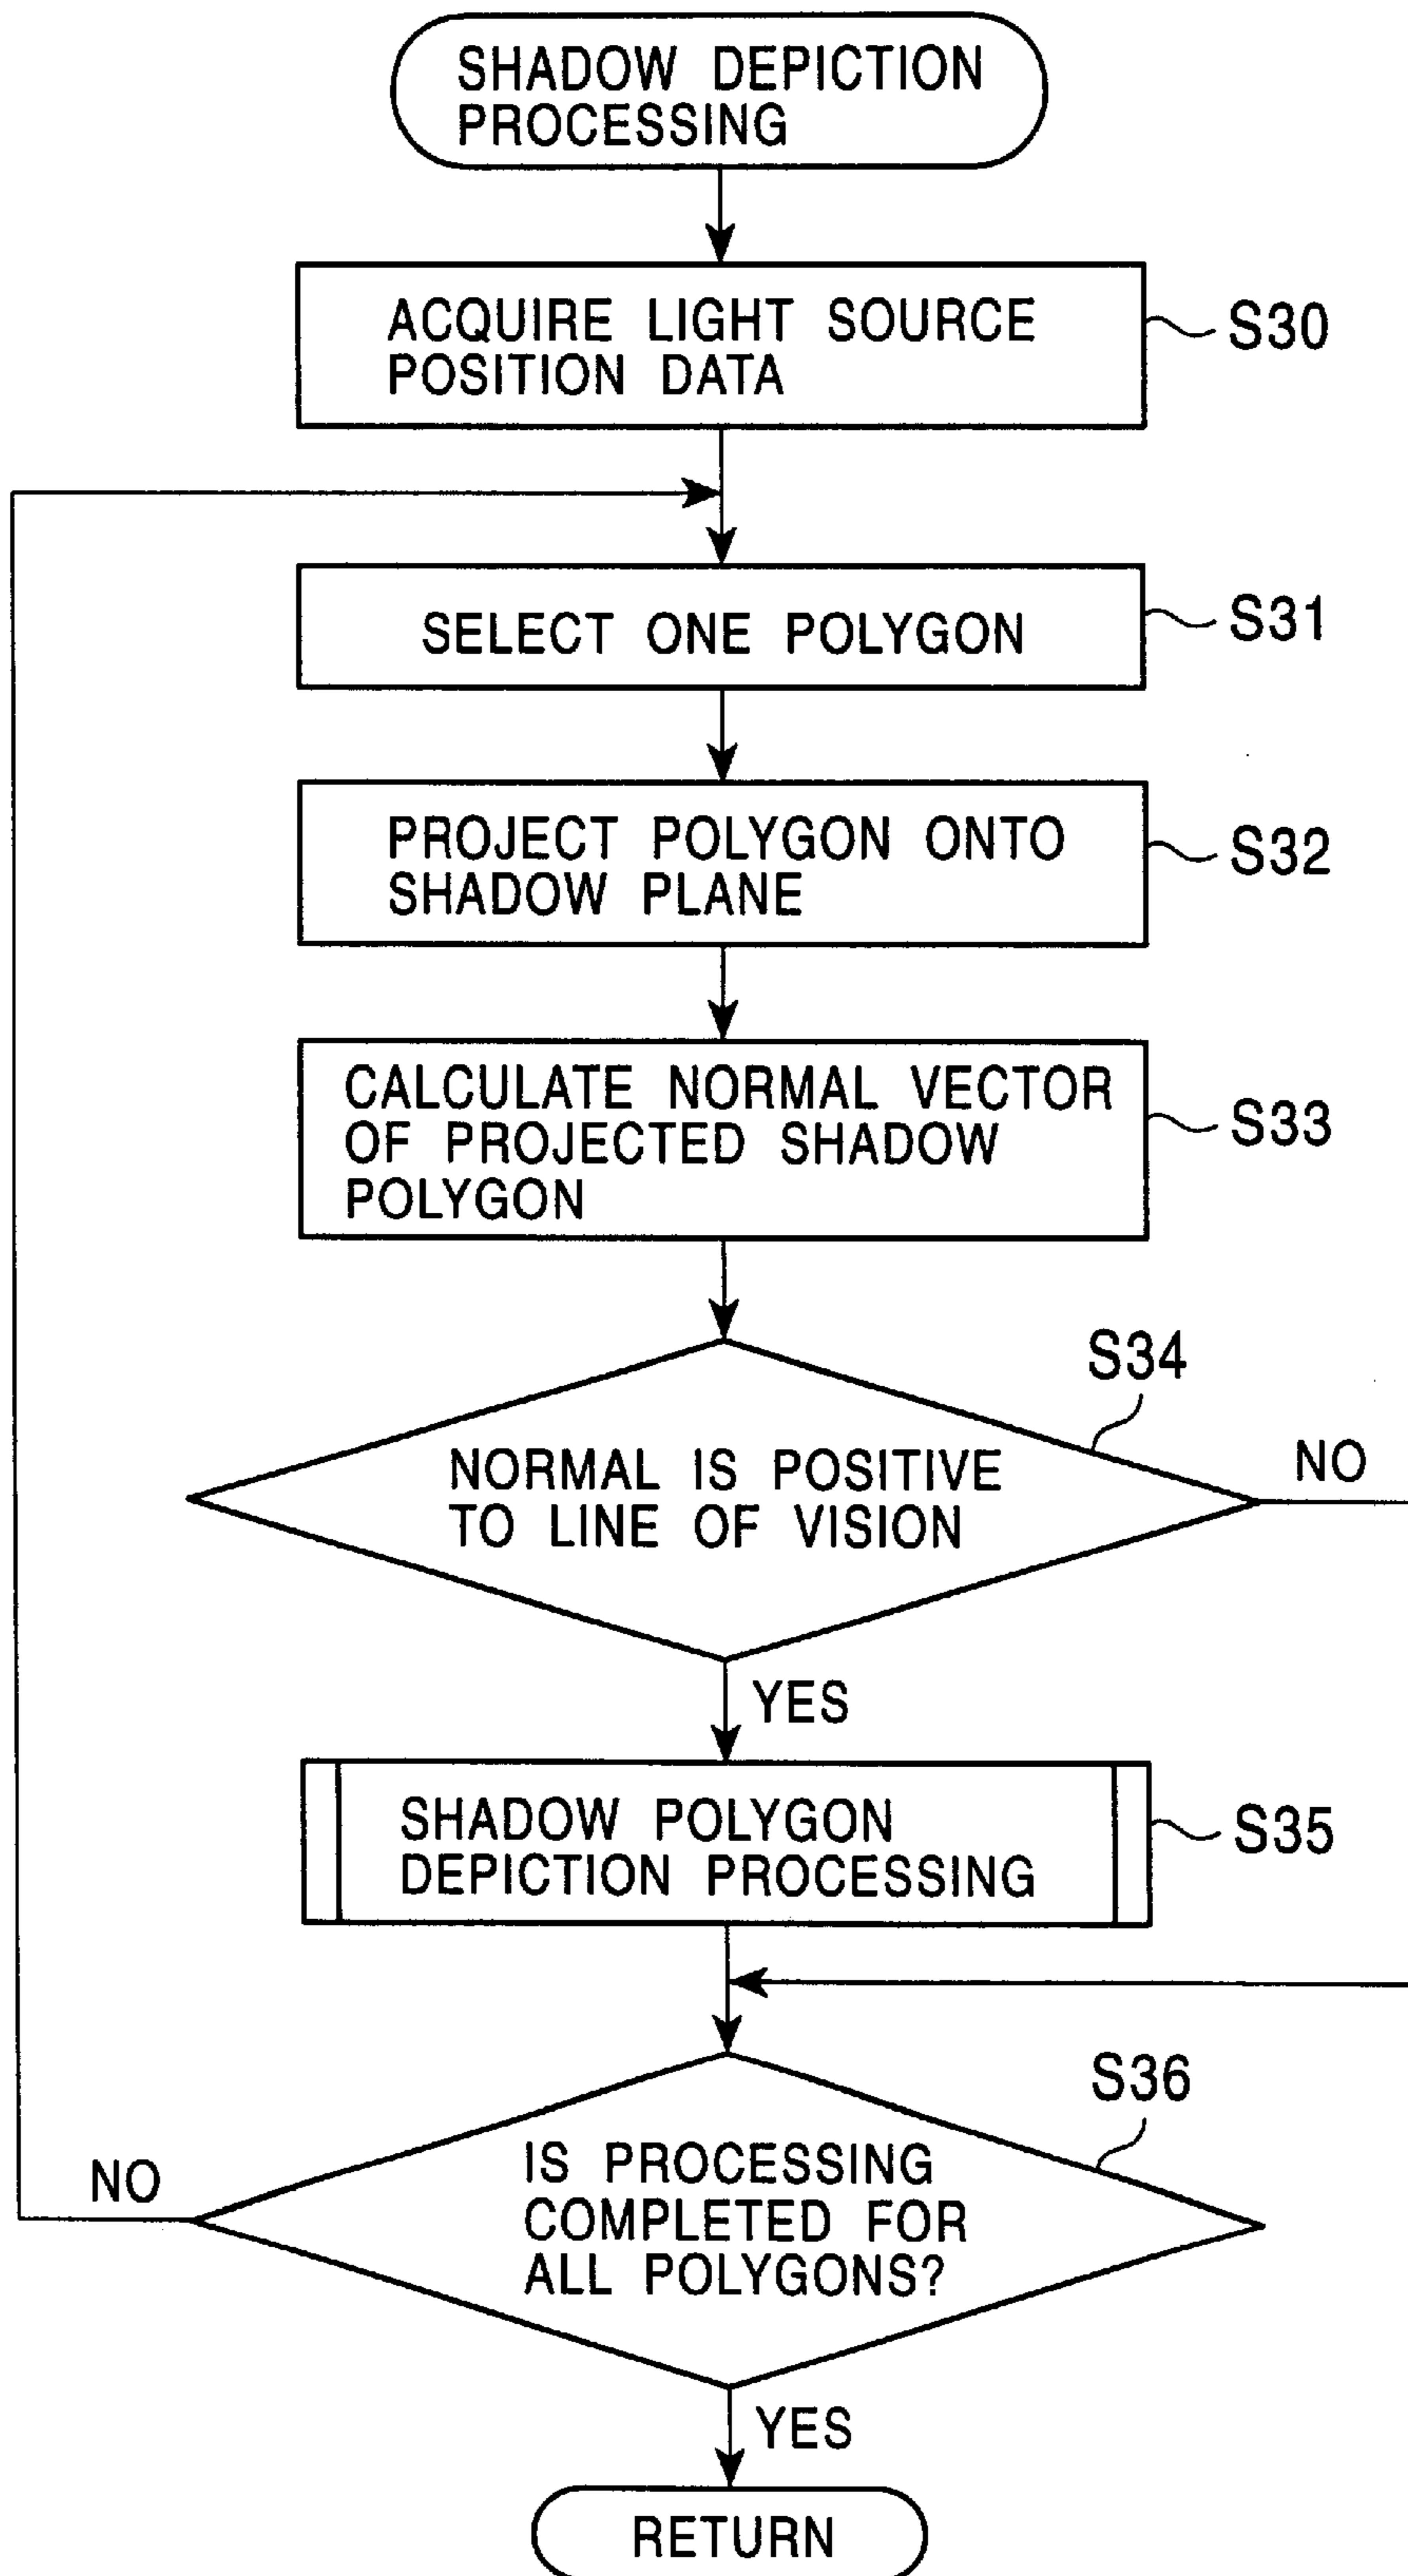 SHADOW DEPICTION
PROCESSING
ACQUIRE LIGHT SOURCE
POSITION DATA
S30
SELECT ONE POLYGON
S31
PROJECT POLYGON ONTO
SHADOW PLANE
S32
CALCULATE NORMAL VECTOR
OF PROJECTED SHADOW
POLYGON
S33
S34
NORMAL IS POSITIVE
TO LINE OF VISION
NO
YES
SHADOW POLYGON
DEPICTION PROCESSING
S35
S36
IS PROCESSING
COMPLETED FOR
ALL POLYGONS?
NO
YES
RETURN